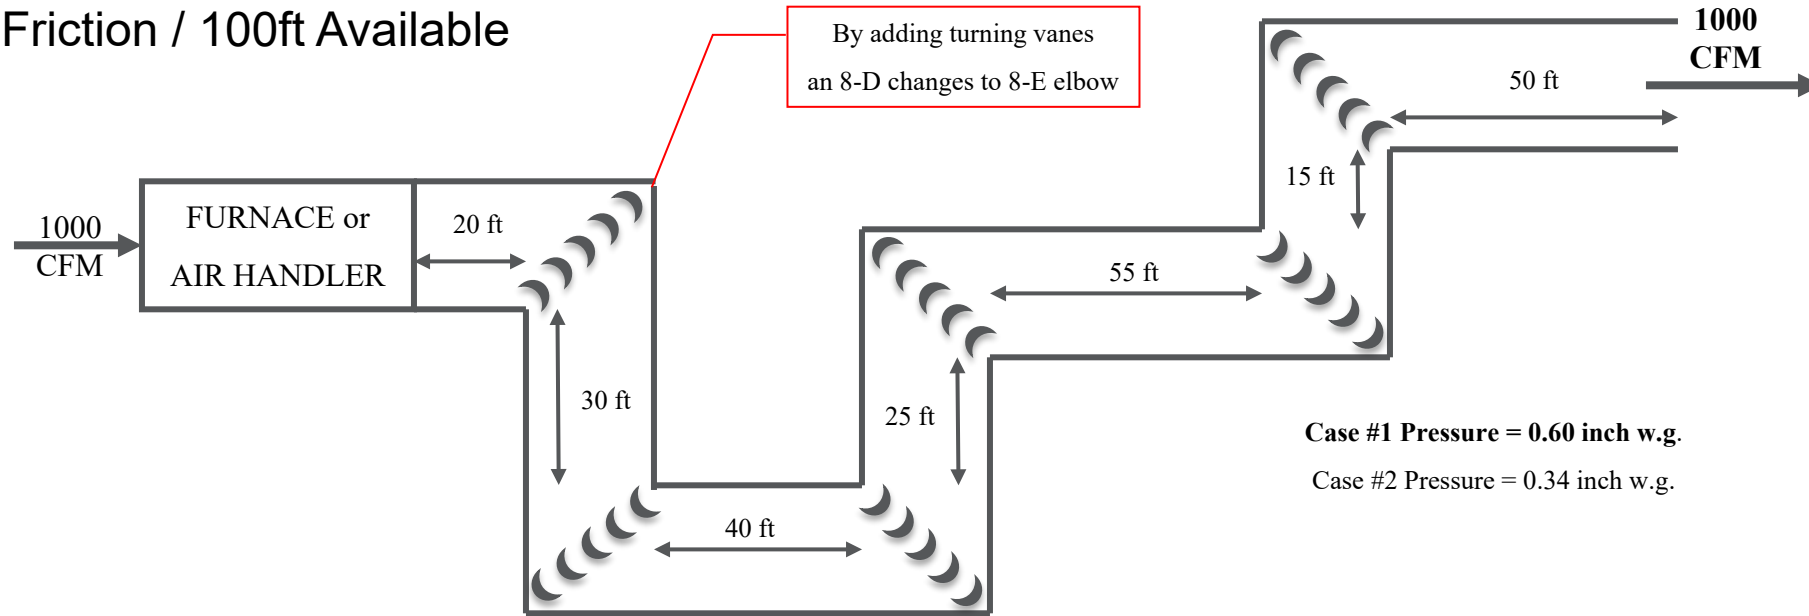 Friction / 100ft Available
By adding turning vanes
an 8-D changes to 8-E elbow
1000
CFM
50 ft
15 ft
1000
CFM
FURNACE or
AIR HANDLER
20 ft
55 ft
30 ft
25 ft
40 ft
Case #1 Pressure = 0.60 inch w.g.
Case #2 Pressure = 0.34 inch w.g.